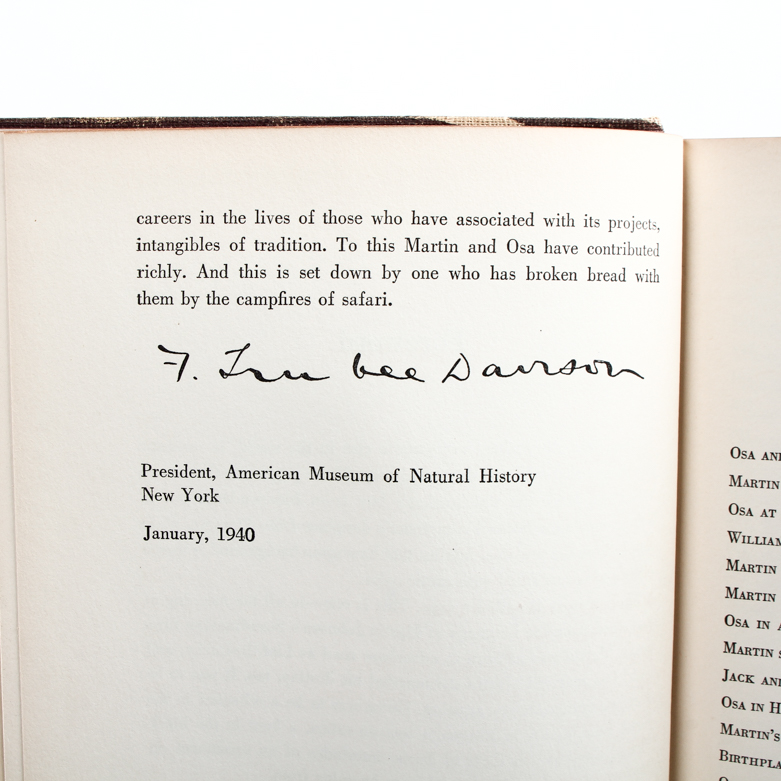 careers in the lives of those who have associated with its projects,
intangibles of tradition. To this Martin and Osa have contributed
richly. And this is set down by one who has broken bread with
them by the campfires of safari.
F. Trubee Davison
President, American Museum of Natural History
New York
January, 1940
Osa
Martin
Osa at
Martin
Martin
Osa in
Martin
Jack
Osa in
Martin's